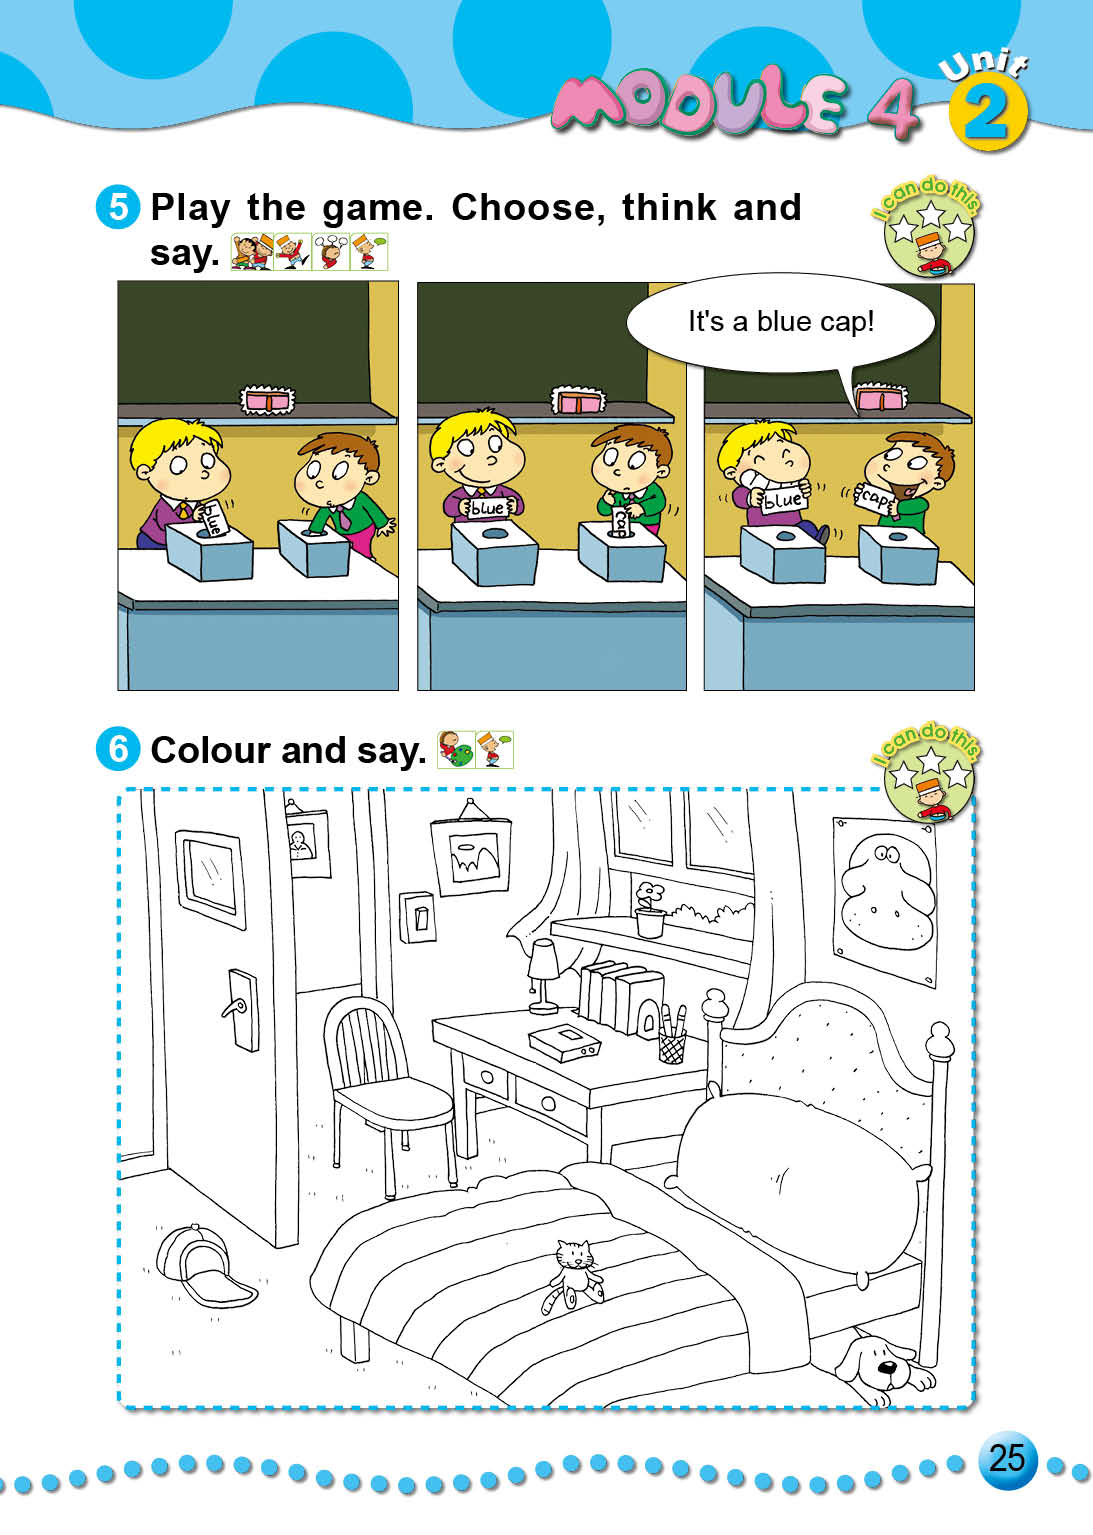 MODULE 4
Unit
2
5 Play the game. Choose, think and
say.
I can do this.
It's a blue cap!
blue
blue
cap
blue
cap
6 Colour and say.
I can do this.
25